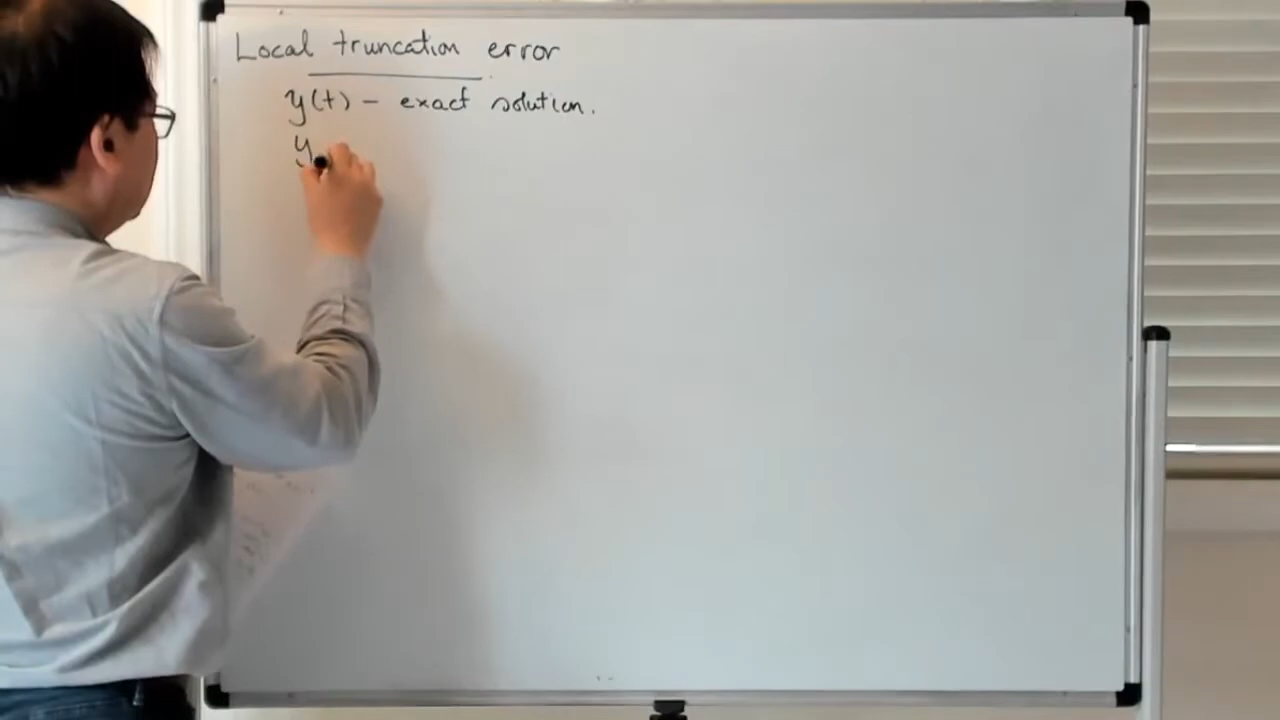 Local truncation error
y(t) – exact solution.
y